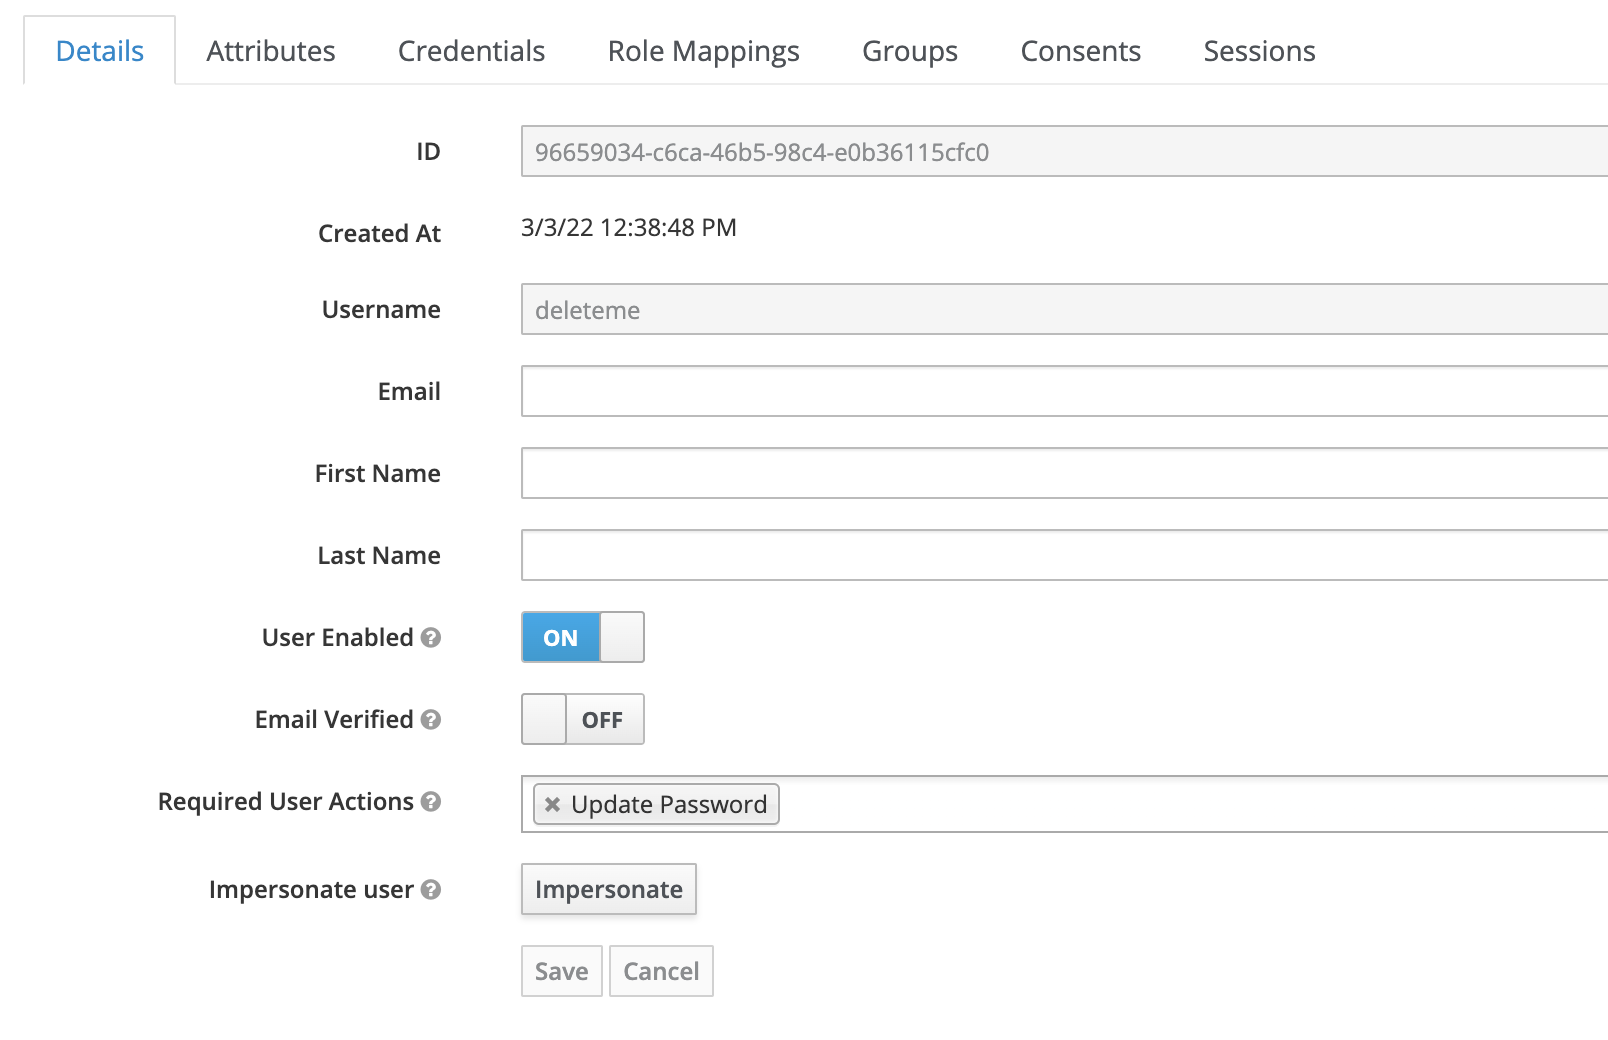 Details Attributes Credentials Role Mappings Groups Consents Sessions
ID 96659034-c6ca-46b5-98c4-e0b36115cfc0
Created At 3/3/22 12:38:48 PM
Username deleteme
Email
First Name
Last Name
User Enabled ? ON
Email Verified ? OFF
Required User Actions ? × Update Password
Impersonate user ? Impersonate
Save Cancel